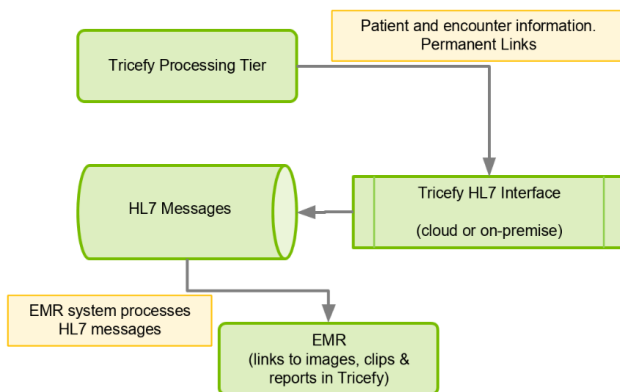 Patient and encounter information.
Permanent Links
Tricefy Processing Tier
HL7 Messages
Tricefy HL7 Interface
(cloud or on-premise)
EMR system processes
HL7 messages
EMR
(links to images, clips &
reports in Tricefy)